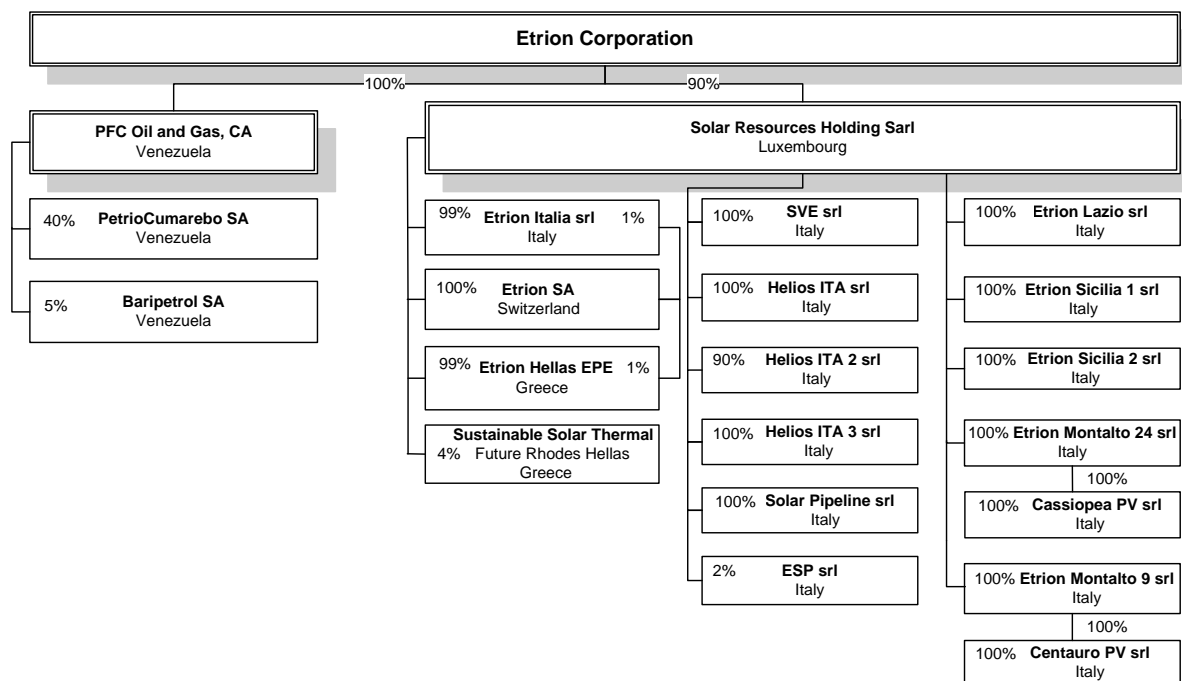 Etrion Corporation
100%
90%
PFC Oil and Gas, CA
Venezuela
40% PetrioCumarebo SA
Venezuela
5% Baripetrol SA
Venezuela
Solar Resources Holding Sarl
Luxembourg
99% Etrion Italia srl 1%
Italy
100% Etrion SA
Switzerland
99% Etrion Hellas EPE 1%
Greece
Sustainable Solar Thermal
4% Future Rhodes Hellas
Greece
100% SVE srl
Italy
100% Helios ITA srl
Italy
90% Helios ITA 2 srl
Italy
100% Helios ITA 3 srl
Italy
100% Solar Pipeline srl
Italy
2% ESP srl
Italy
100% Etrion Lazio srl
Italy
100% Etrion Sicilia 1 srl
Italy
100% Etrion Sicilia 2 srl
Italy
100% Etrion Montalto 24 srl
Italy
100%
100% Cassiopea PV srl
Italy
100% Etrion Montalto 9 srl
Italy
100%
100% Centauro PV srl
Italy